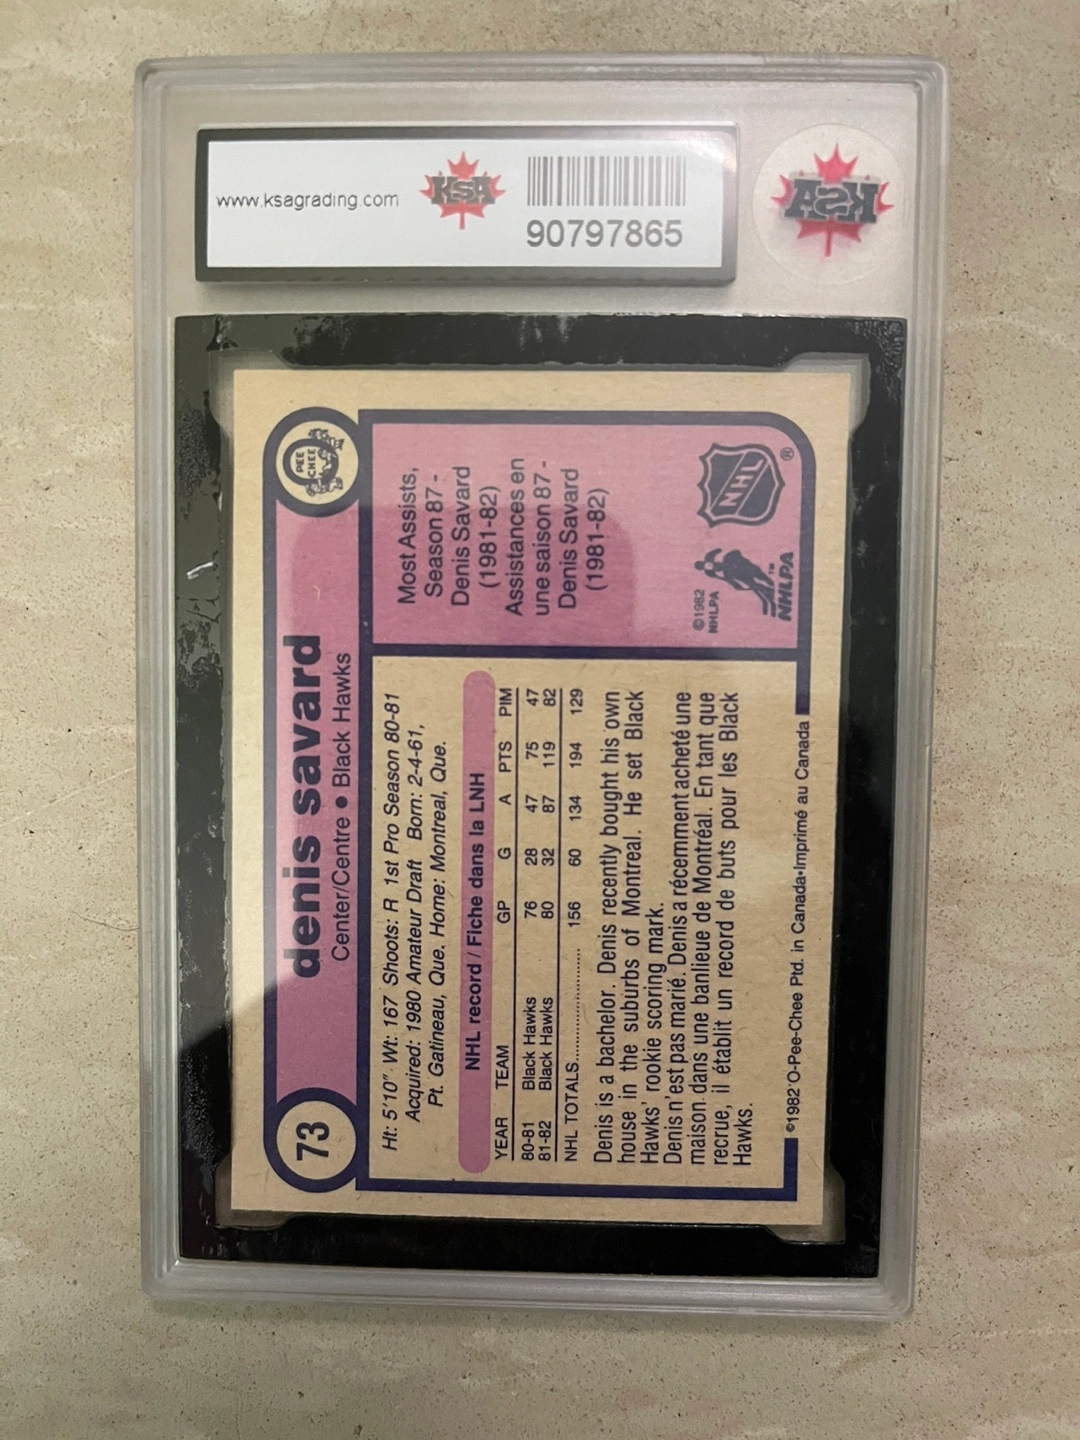 www.ksagrading.com
KSA
90797865
KSA
73
denis savard
Center/Centre • Black Hawks
O
PEE
CHEE
Ht: 5'10" Wt: 167 Shoots: R 1st Pro Season 80-81
Acquired: 1980 Amateur Draft Born: 2-4-61,
Pt. Gatineau, Que. Home: Montreal, Que.
NHL record / Fiche dans la LNH
YEAR TEAM GP G A PTS PIM
80-81 Black Hawks 76 28 47 75 47
81-82 Black Hawks 80 32 87 119 82
NHL TOTALS.................... 156 60 134 194 129
Denis is a bachelor. Denis recently bought his own
house in the suburbs of Montreal. He set Black
Hawks' rookie scoring mark.
Denis n'est pas marié. Denis a récemment acheté une
maison dans une banlieue de Montréal. En tant que
recrue, il établit un record de buts pour les Black
Hawks.
Most Assists,
Season 87 -
Denis Savard
(1981-82)
Assistances en
une saison 87 -
Denis Savard
(1981-82)
©1982
NHLPA
NHLPA™
NHL®
©1982 O-Pee-Chee Ptd. in Canada•Imprimé au Canada